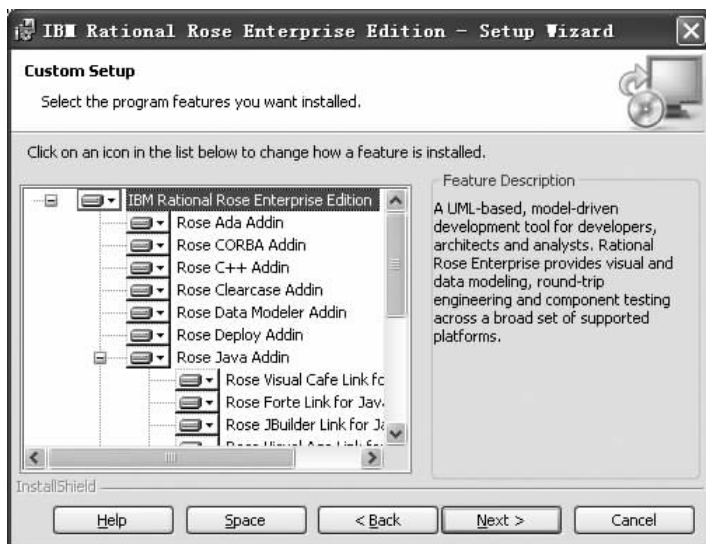 IBM Rational Rose Enterprise Edition - Setup Wizard
Custom Setup
Select the program features you want installed.
Click on an icon in the list below to change how a feature is installed.
IBM Rational Rose Enterprise Edition
Rose Ada Addin
Rose CORBA Addin
Rose C++ Addin
Rose Clearcase Addin
Rose Data Modeler Addin
Rose Deploy Addin
Rose Java Addin
Rose Visual Cafe Link fo
Rose Forte Link for Jav
Rose JBuilder Link for Ja
Feature Description
A UML-based, model-driven
development tool for developers,
architects and analysts. Rational
Rose Enterprise provides visual and
data modeling, round-trip
engineering and component testing
across a broad set of supported
platforms.
InstallShield
Help
Space
< Back
Next >
Cancel